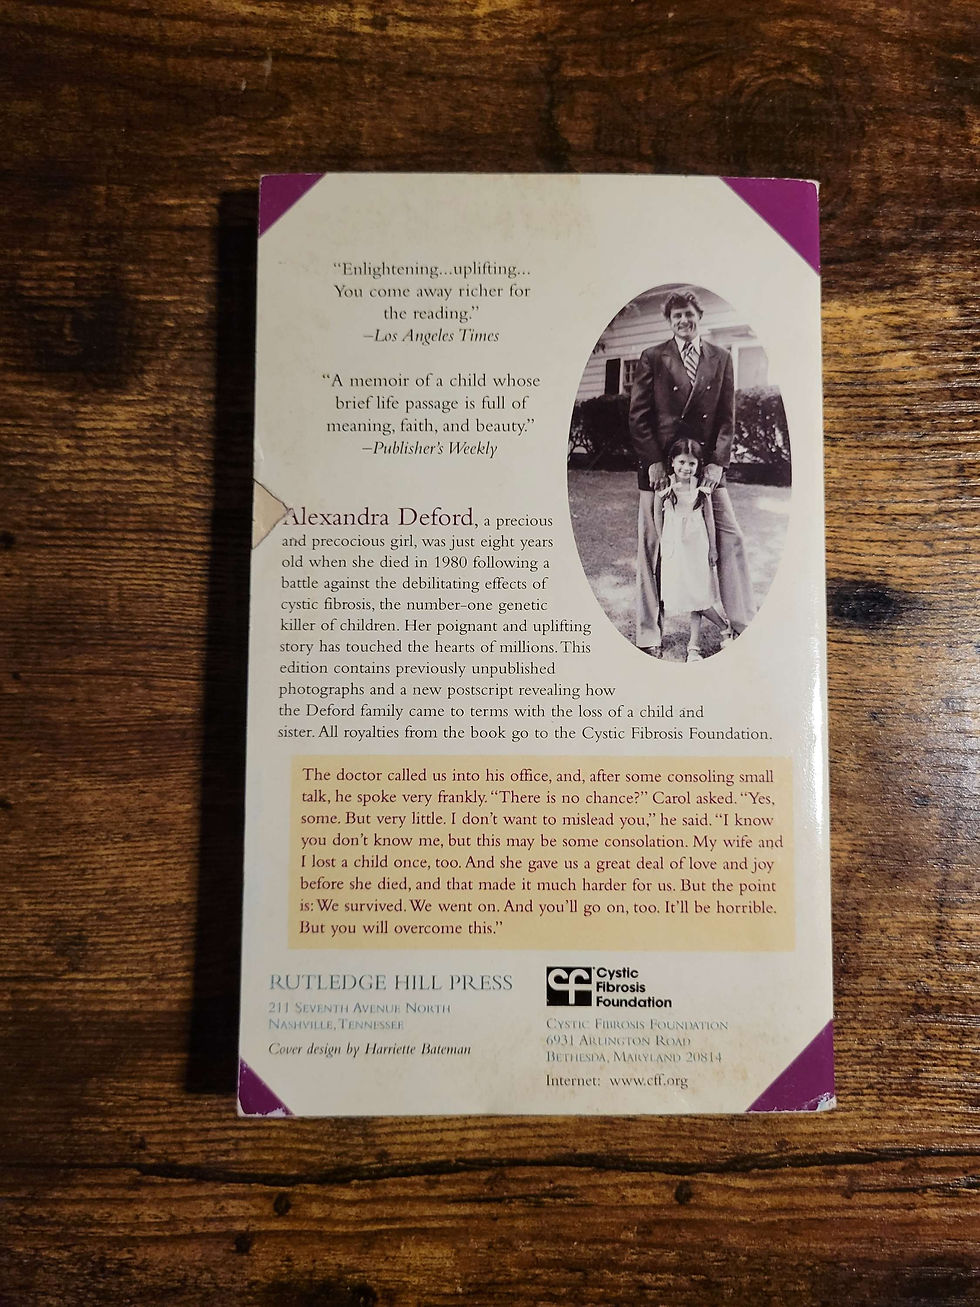 “Enlightening...uplifting...
You come away richer for
the reading.”
–Los Angeles Times
“A memoir of a child whose
brief life passage is full of
meaning, faith, and beauty.”
–Publisher’s Weekly
Alexandra Deford, a precious
and precocious girl, was just eight years
old when she died in 1980 following a
battle against the debilitating effects of
cystic fibrosis, the number-one genetic
killer of children. Her poignant and uplifting
story has touched the hearts of millions. This
edition contains previously unpublished
photographs and a new postscript revealing how
the Deford family came to terms with the loss of a child and
sister. All royalties from the book go to the Cystic Fibrosis Foundation.
The doctor called us into his office, and, after some consoling small
talk, he spoke very frankly. “There is no chance?” Carol asked. “Yes,
some. But very little. I don’t want to mislead you,” he said. “I know
you don’t know me, but this may be some consolation. My wife and
I lost a child once, too. And she gave us a great deal of love and joy
before she died, and that made it much harder for us. But the point
is: We survived. We went on. And you’ll go on, too. It’ll be horrible.
But you will overcome this.”
RUTLEDGE HILL PRESS
211 Seventh Avenue North
Nashville, Tennessee
Cover design by Harriette Bateman
cf Cystic
Fibrosis
Foundation
Cystic Fibrosis Foundation
6931 Arlington Road
Bethesda, Maryland 20814
Internet: www.cff.org